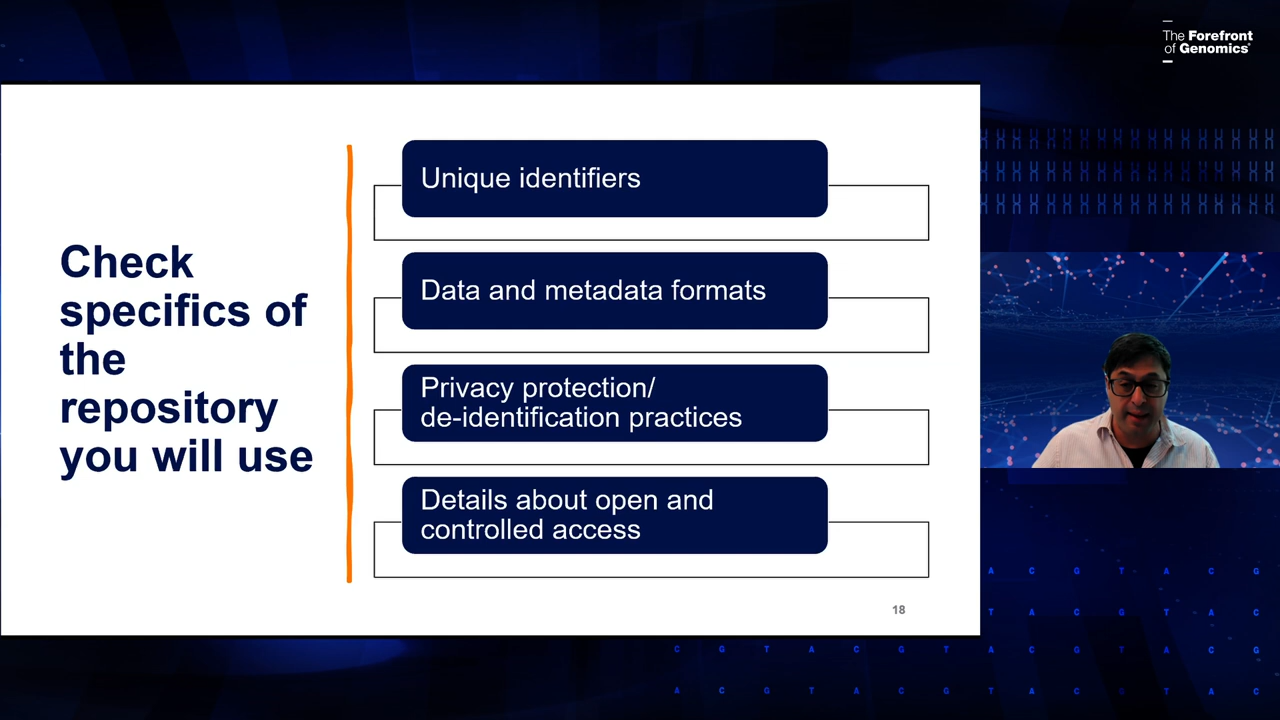 The Forefront
of Genomics®
Check
specifics of
the
repository
you will use
Unique identifiers
Data and metadata formats
Privacy protection/
de-identification practices
Details about open and
controlled access
18
A C G T A C G
T A C G T A C
C G T A C G T A C G T A C G
A C G T A C G T A C G T A C